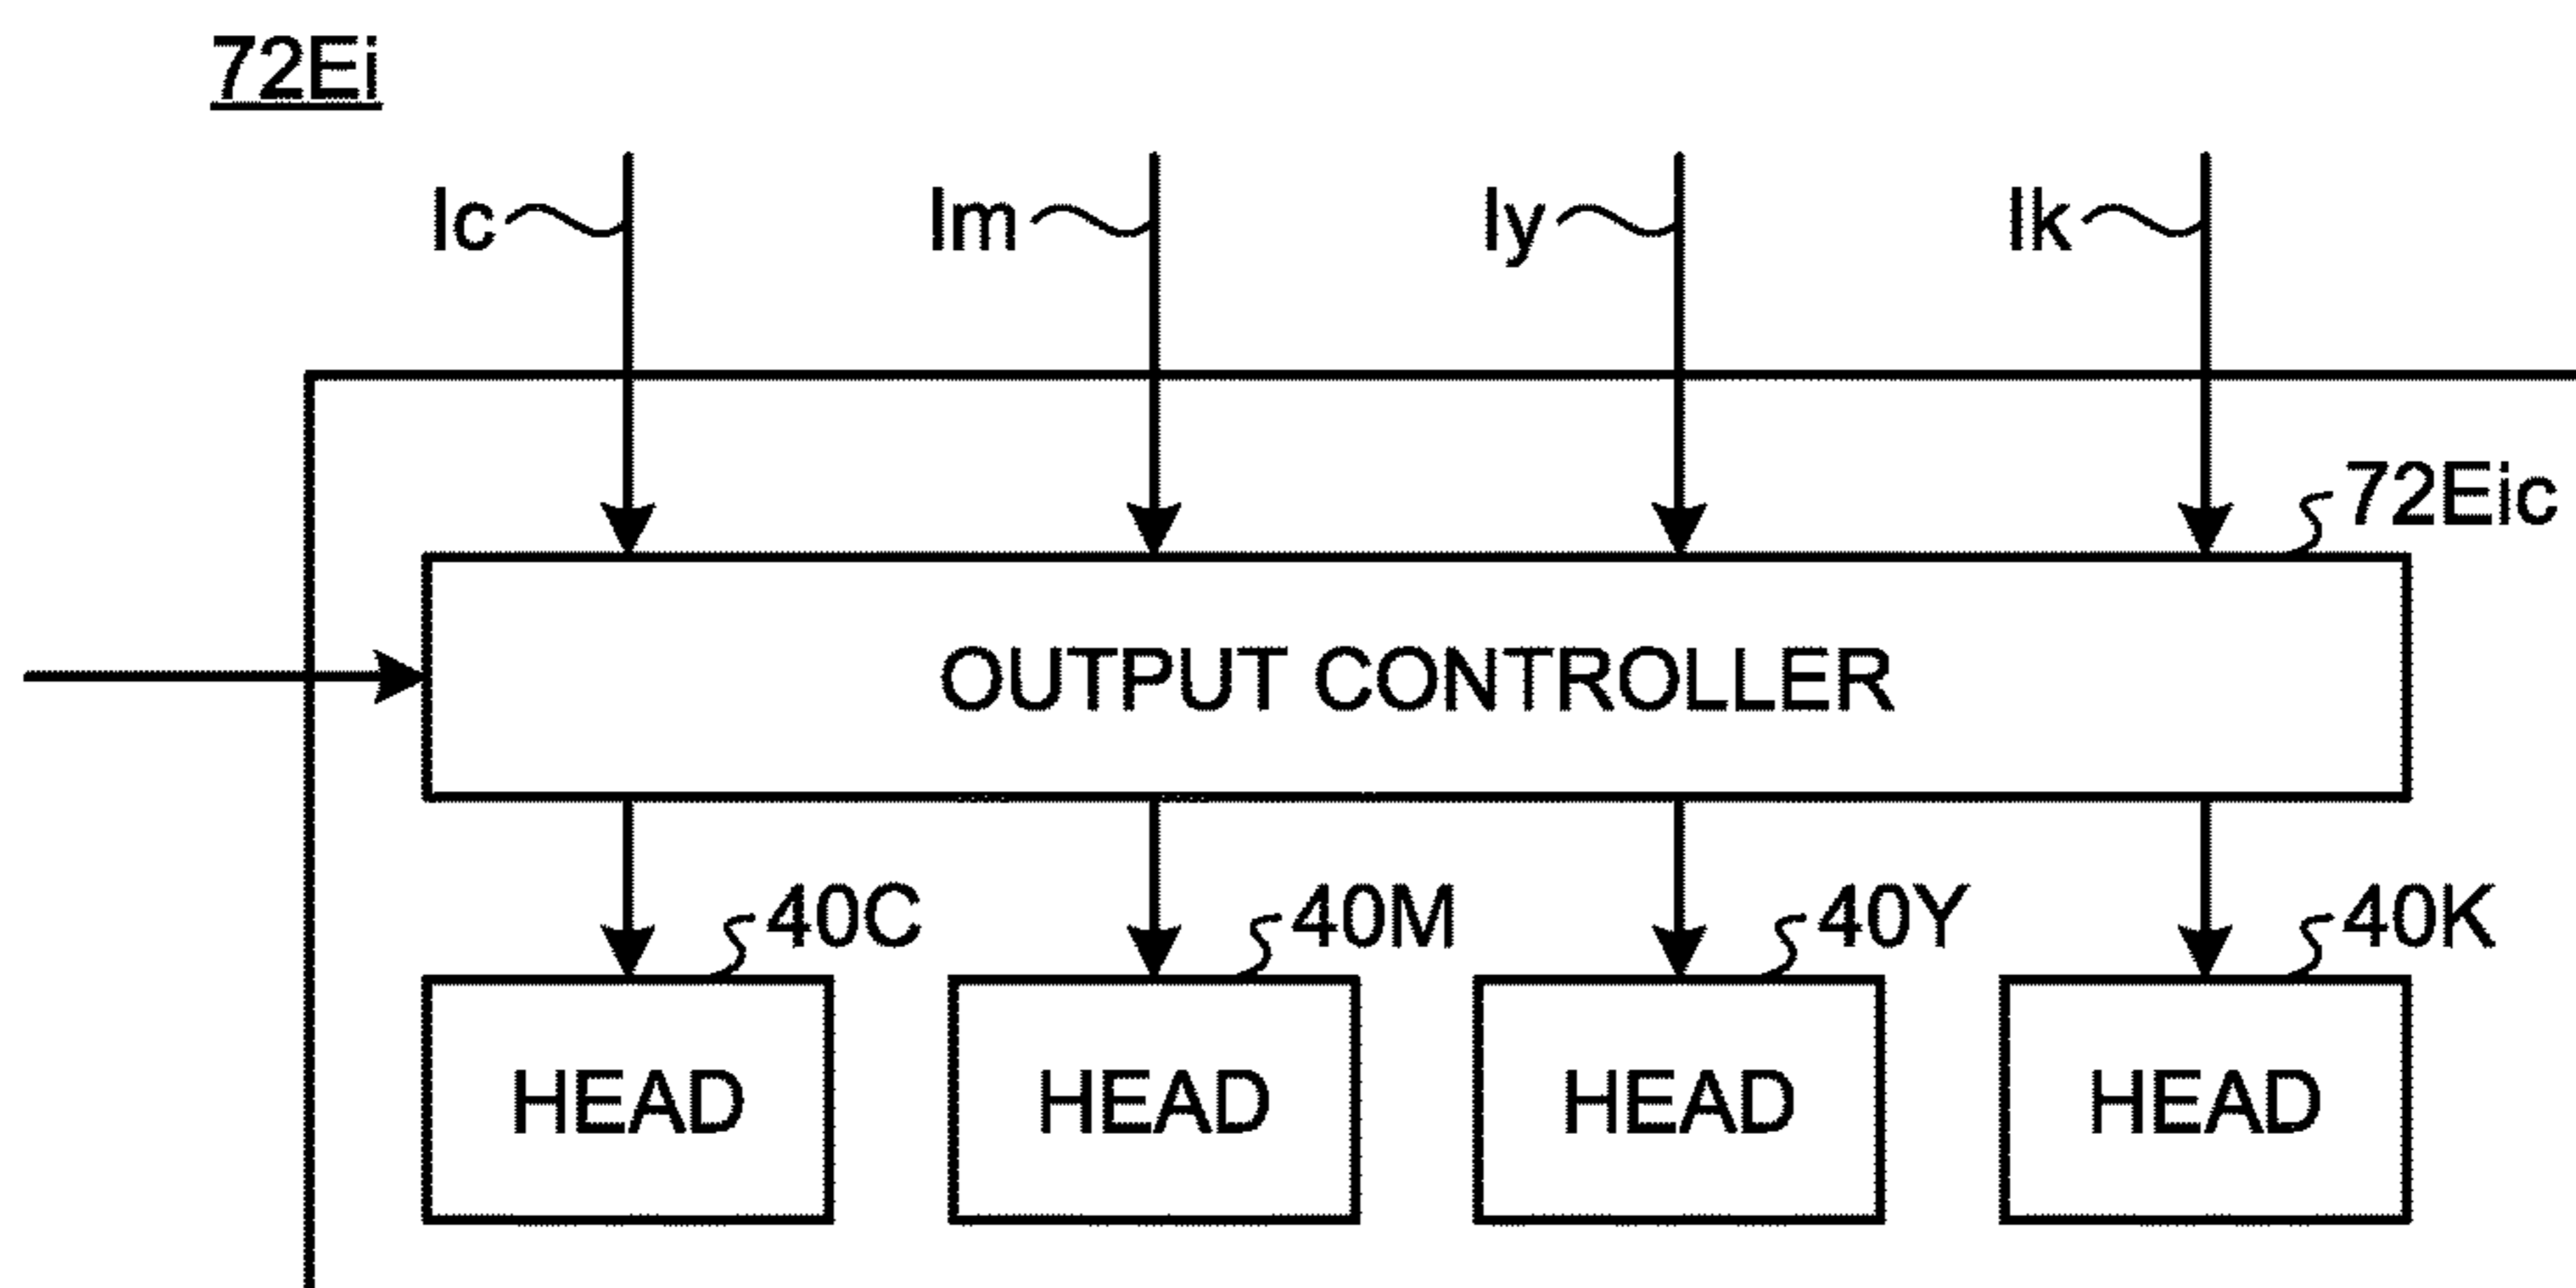 72Ei
Ic Im Iy Ik
72Eic
OUTPUT CONTROLLER
40C 40M 40Y 40K
HEAD HEAD HEAD HEAD